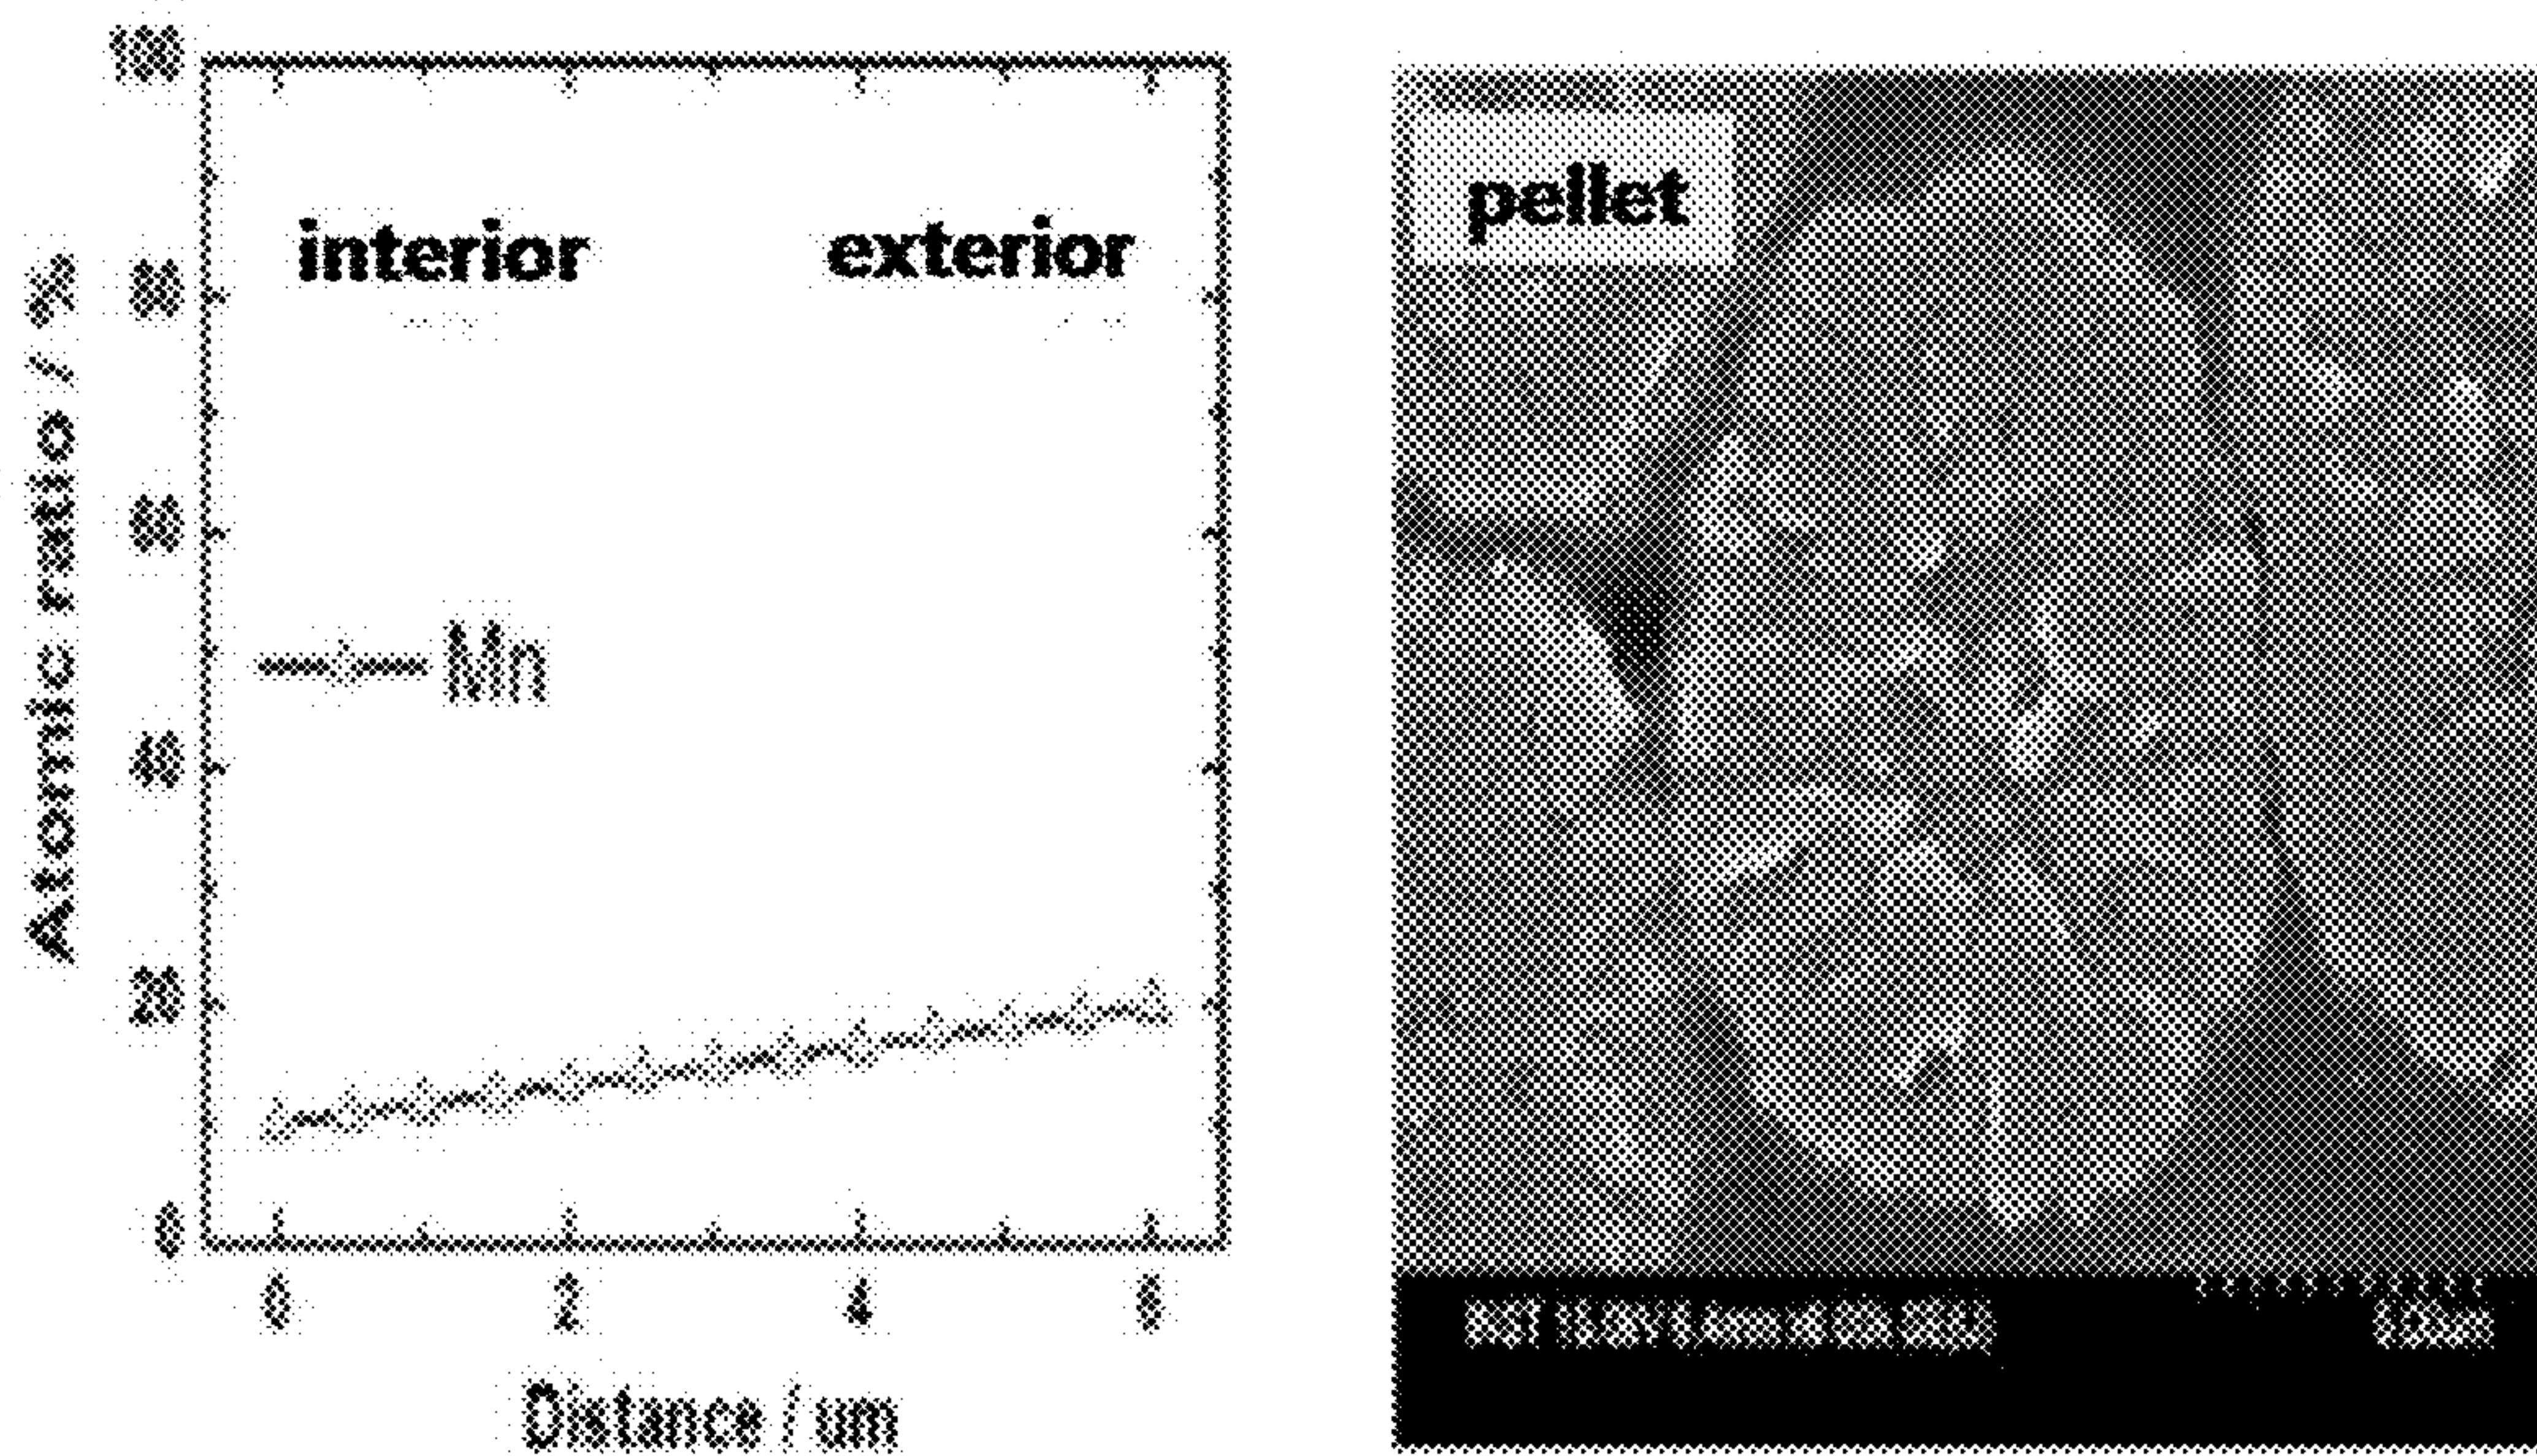 100
80
60
40
20
0
Atomic ratio / %
interior
exterior
Mn
0
2
4
6
Distance / um
pellet